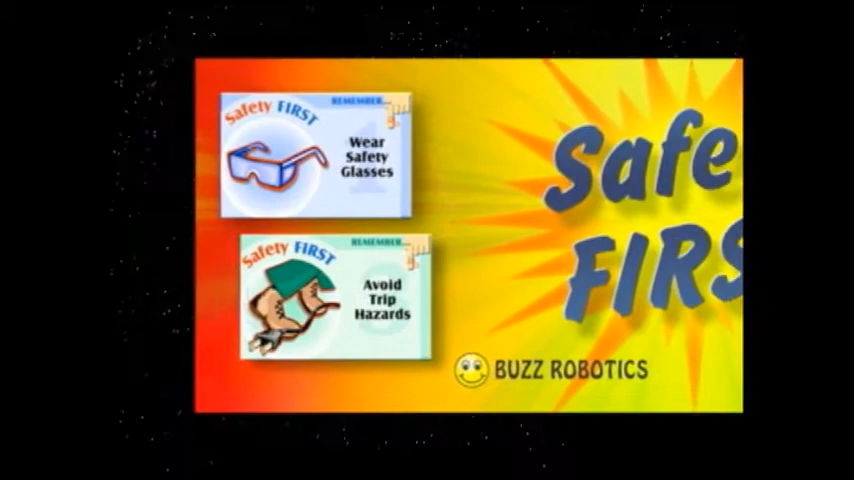 Safety FIRST
REMEMBER...
Wear
Safety
Glasses
Safety FIRST
REMEMBER...
Avoid
Trip
Hazards
Safe
FIRS
BUZZ ROBOTICS